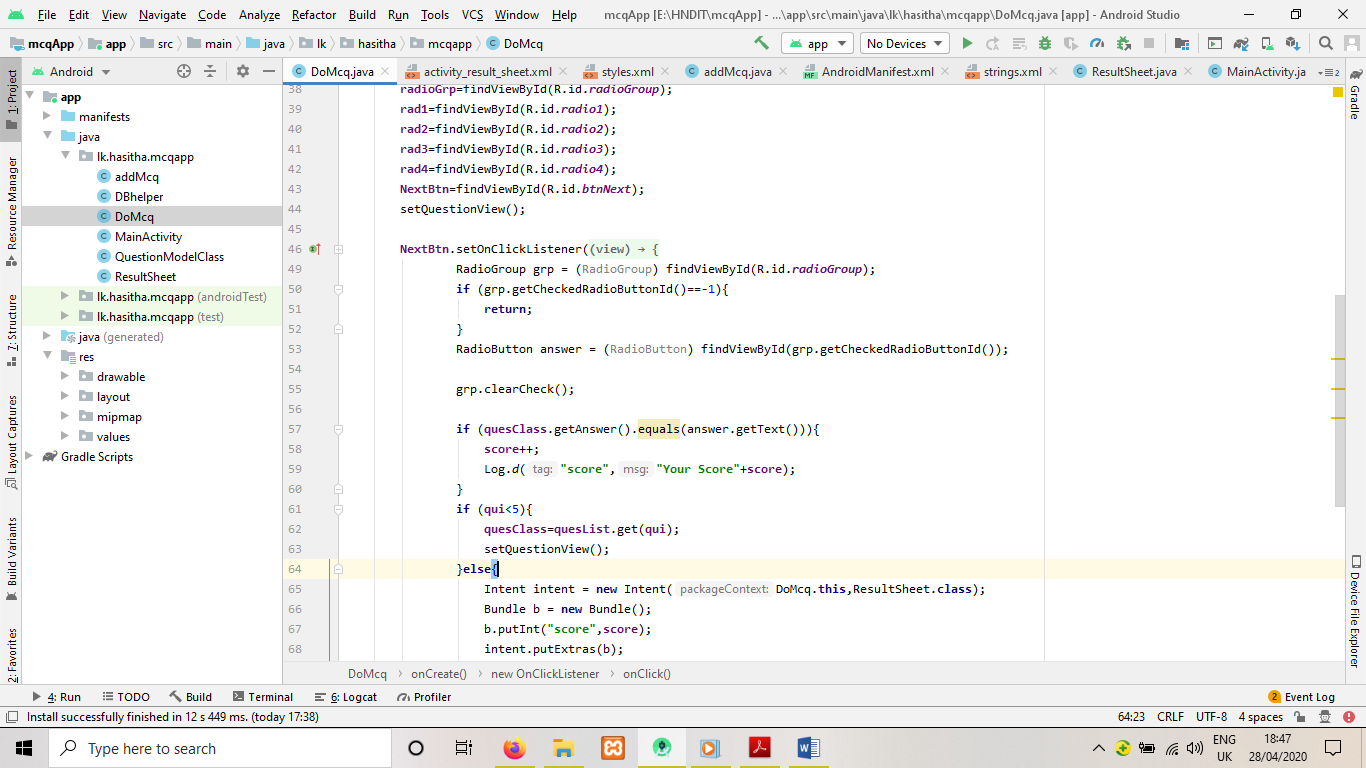 File Edit View Navigate Code Analyze Refactor Build Run Tools VCS Window Help mcqApp [E:\HNDIT\mcqApp] - ...\app\src\main\java\lk\hasitha\mcqapp\DoMcq.java [app] - Android Studio
mcqApp app src main java lk hasitha mcqapp DoMcq app No Devices
Android
DoMcq.java activity_result_sheet.xml styles.xml addMcq.java AndroidManifest.xml strings.xml ResultSheet.java MainActivity.ja 2
1: Project
Resource Manager
7: Structure
Layout Captures
Build Variants
2: Favorites
app
manifests
java
lk.hasitha.mcqapp
addMcq
DBhelper
DoMcq
MainActivity
QuestionModelClass
ResultSheet
lk.hasitha.mcqapp (androidTest)
lk.hasitha.mcqapp (test)
java (generated)
res
drawable
layout
mipmap
values
Gradle Scripts
38 radioGrp=findViewById(R.id.radioGroup);
39 rad1=findViewById(R.id.radio1);
40 rad2=findViewById(R.id.radio2);
41 rad3=findViewById(R.id.radio3);
42 rad4=findViewById(R.id.radio4);
43 NextBtn=findViewById(R.id.btnNext);
44 setQuestionView();
45
46 NextBtn.setOnClickListener((view) → {
49 RadioGroup grp = (RadioGroup) findViewById(R.id.radioGroup);
50 if (grp.getCheckedRadioButtonId()==-1){
51 return;
52 }
53 RadioButton answer = (RadioButton) findViewById(grp.getCheckedRadioButtonId());
54
55 grp.clearCheck();
56
57 if (quesClass.getAnswer().equals(answer.getText())){
58 score++;
59 Log.d( tag: "score", msg: "Your Score"+score);
60 }
61 if (qui<5){
62 quesClass=quesList.get(qui);
63 setQuestionView();
64 }else{
65 Intent intent = new Intent( packageContext: DoMcq.this,ResultSheet.class);
66 Bundle b = new Bundle();
67 b.putInt("score",score);
68 intent.putExtras(b);
DoMcq onCreate() new OnClickListener onClick()
Gradle
Device File Explorer
4: Run TODO Build Terminal 6: Logcat Profiler 2 Event Log
Install successfully finished in 12 s 449 ms. (today 17:38) 64:23 CRLF UTF-8 4 spaces
Type here to search
ENG
UK
18:47
28/04/2020